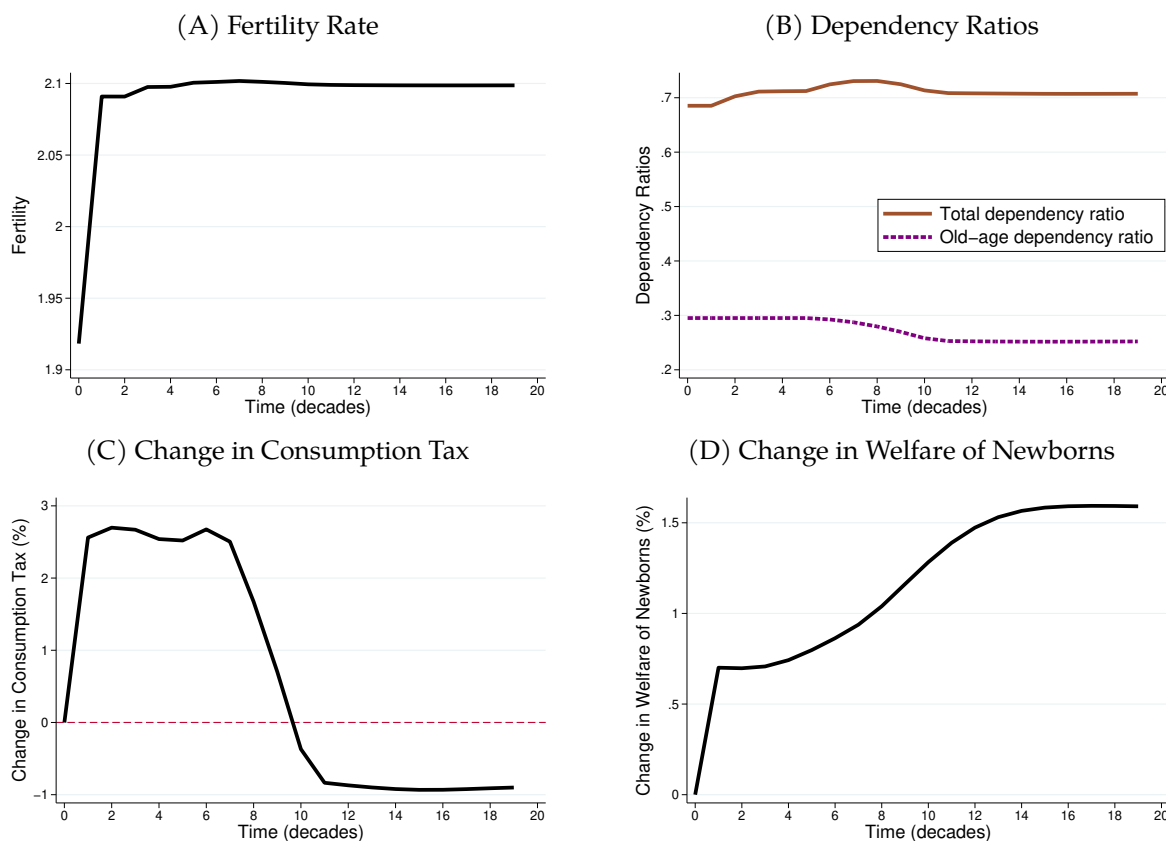 (A) Fertility Rate
2.1
2.05
2
1.95
1.9
Fertility
0 2 4 6 8 10 12 14 16 18 20
Time (decades)
(B) Dependency Ratios
.7
.6
.5
.4
.3
.2
Dependency Ratios
Total dependency ratio
Old-age dependency ratio
0 2 4 6 8 10 12 14 16 18 20
Time (decades)
(C) Change in Consumption Tax
3
2
1
0
-1
Change in Consumption Tax (%)
0 2 4 6 8 10 12 14 16 18 20
Time (decades)
(D) Change in Welfare of Newborns
1.5
1
.5
0
Change in Welfare of Newborns (%)
0 2 4 6 8 10 12 14 16 18 20
Time (decades)